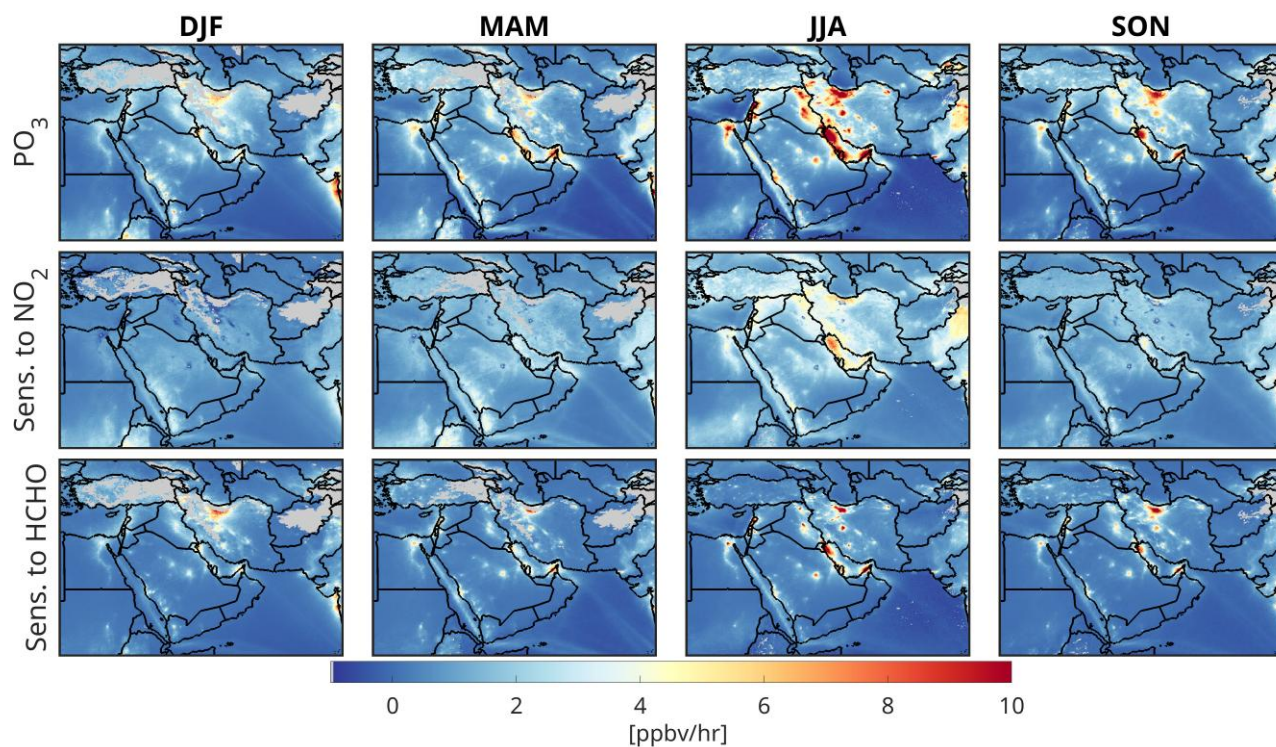 DJF MAM JJA SON
PO₃
Sens. to NO₂
Sens. to HCHO
0 2 4 6 8 10
[ppbv/hr]